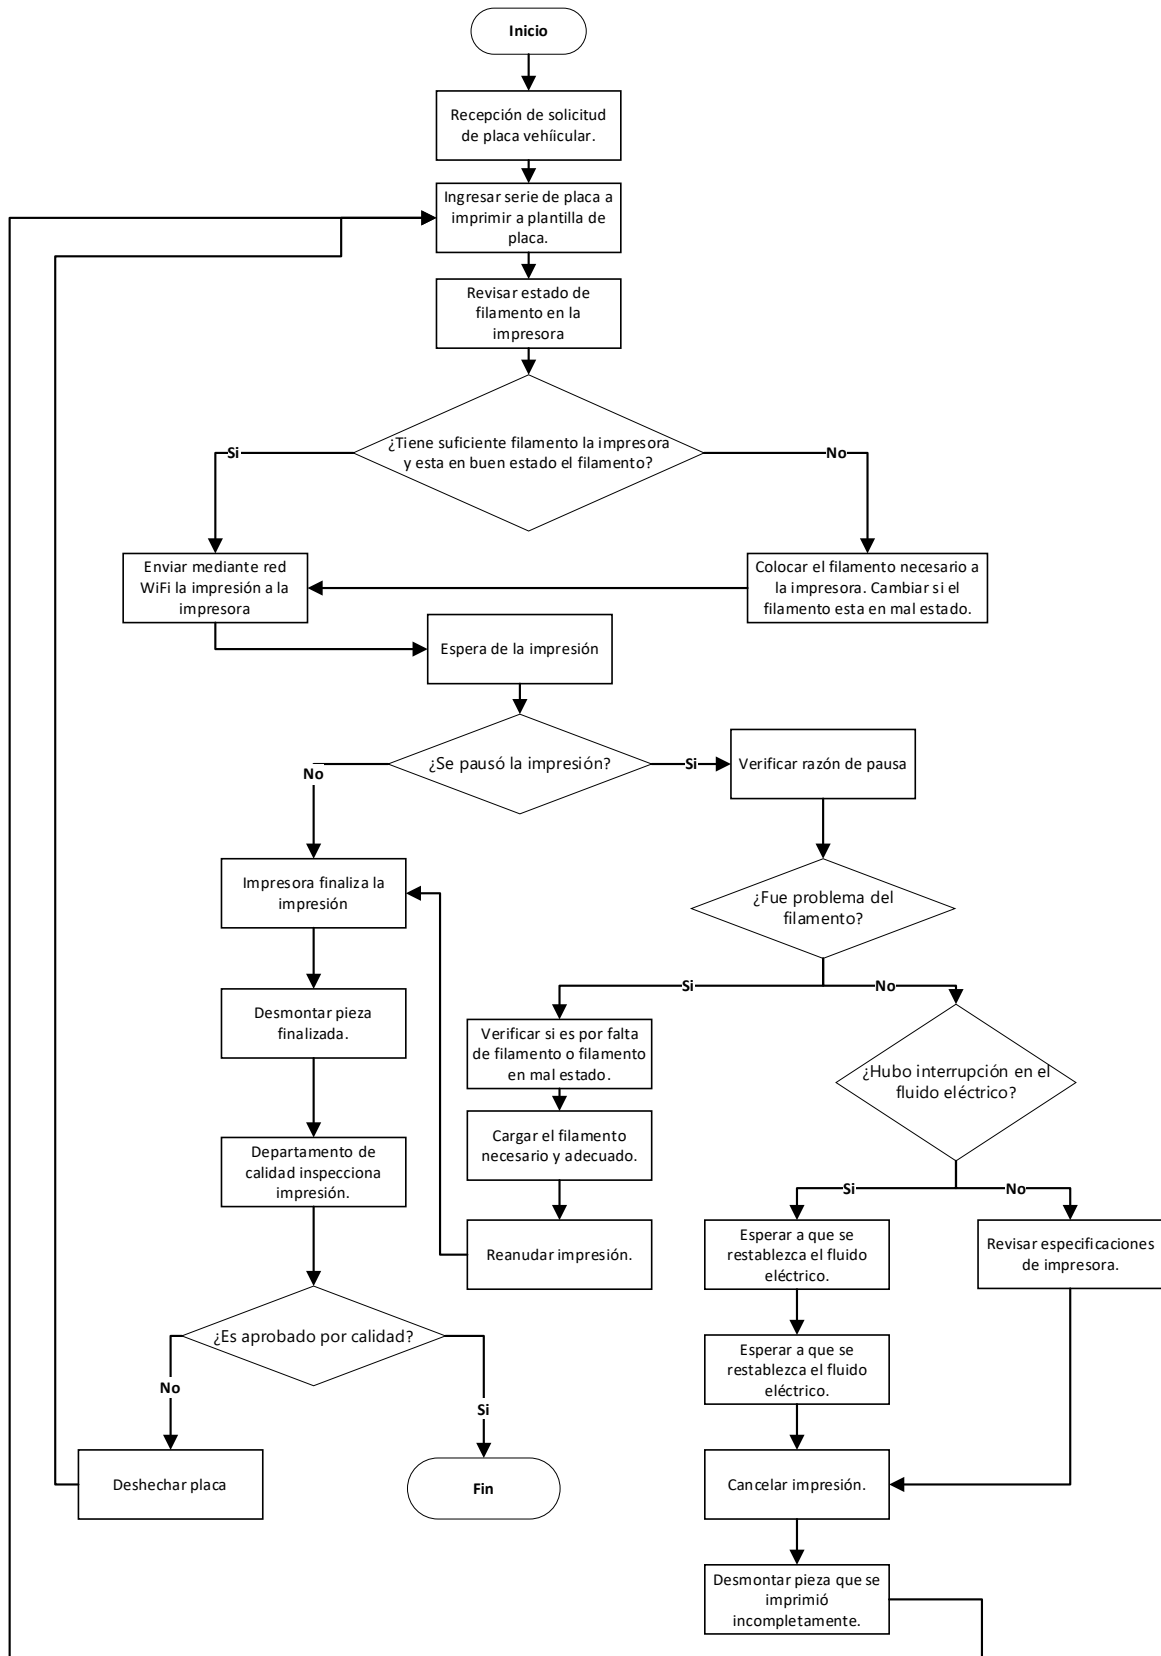 Inicio
Recepción de solicitud
de placa vehíicular.
Ingresar serie de placa a
imprimir a plantilla de
placa.
Revisar estado de
filamento en la
impresora
¿Tiene suficiente filamento la impresora
y esta en buen estado el filamento?
Si
No
Enviar mediante red
WiFi la impresión a la
impresora
Colocar el filamento necesario a
la impresora. Cambiar si el
filamento esta en mal estado.
Espera de la impresión
¿Se pausó la impresión?
Si
No
Verificar razón de pausa
Impresora finaliza la
impresión
¿Fue problema del
filamento?
Si
No
Desmontar pieza
finalizada.
Verificar si es por falta
de filamento o filamento
en mal estado.
¿Hubo interrupción en el
fluido eléctrico?
Cargar el filamento
necesario y adecuado.
Departamento de
calidad inspecciona
impresión.
Si
No
Reanudar impresión.
Esperar a que se
restablezca el fluido
eléctrico.
Revisar especificaciones
de impresora.
¿Es aprobado por calidad?
Esperar a que se
restablezca el fluido
eléctrico.
No
Si
Deshechar placa
Fin
Cancelar impresión.
Desmontar pieza que se
imprimió
incompletamente.